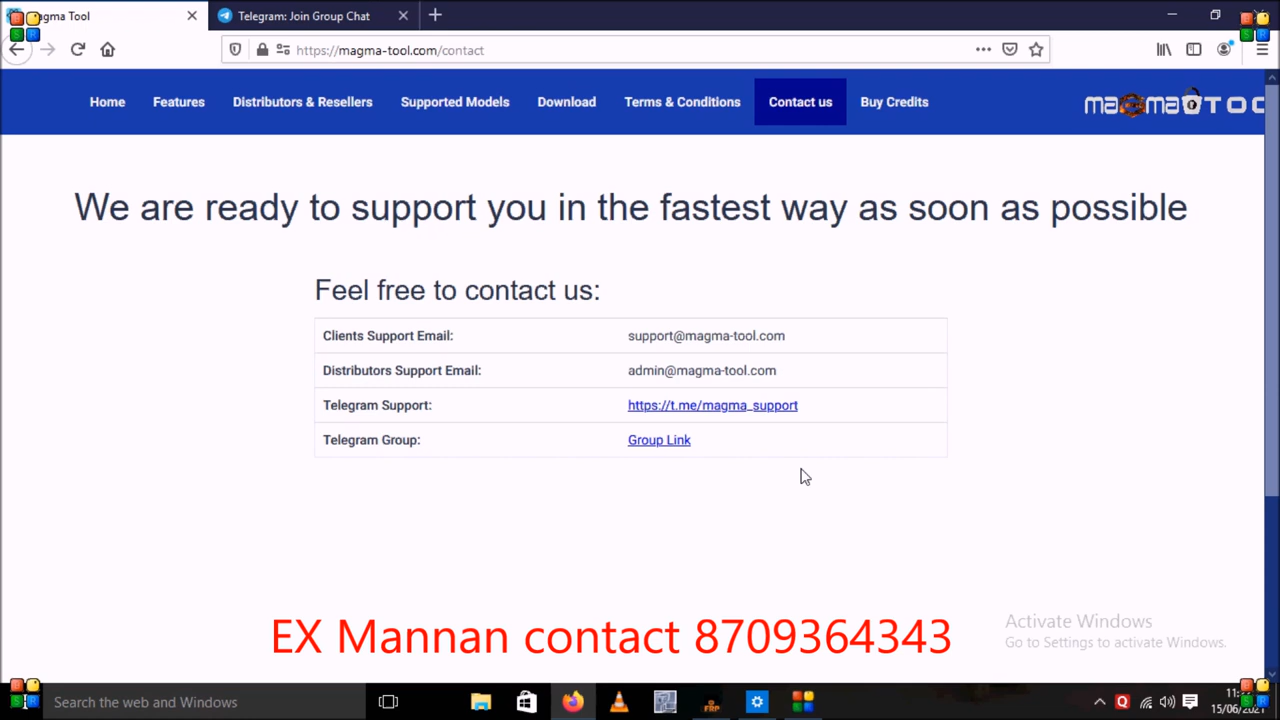 agma Tool
Telegram: Join Group Chat
https://magma-tool.com/contact
Home Features Distributors & Resellers Supported Models Download Terms & Conditions Contact us Buy Credits
We are ready to support you in the fastest way as soon as possible
Feel free to contact us:
Clients Support Email: support@magma-tool.com
Distributors Support Email: admin@magma-tool.com
Telegram Support: https://t.me/magma_support
Telegram Group: Group Link
EX Mannan contact 8709364343
Activate Windows
Go to Settings to activate Windows.
Search the web and Windows
FRP
15/06/2021